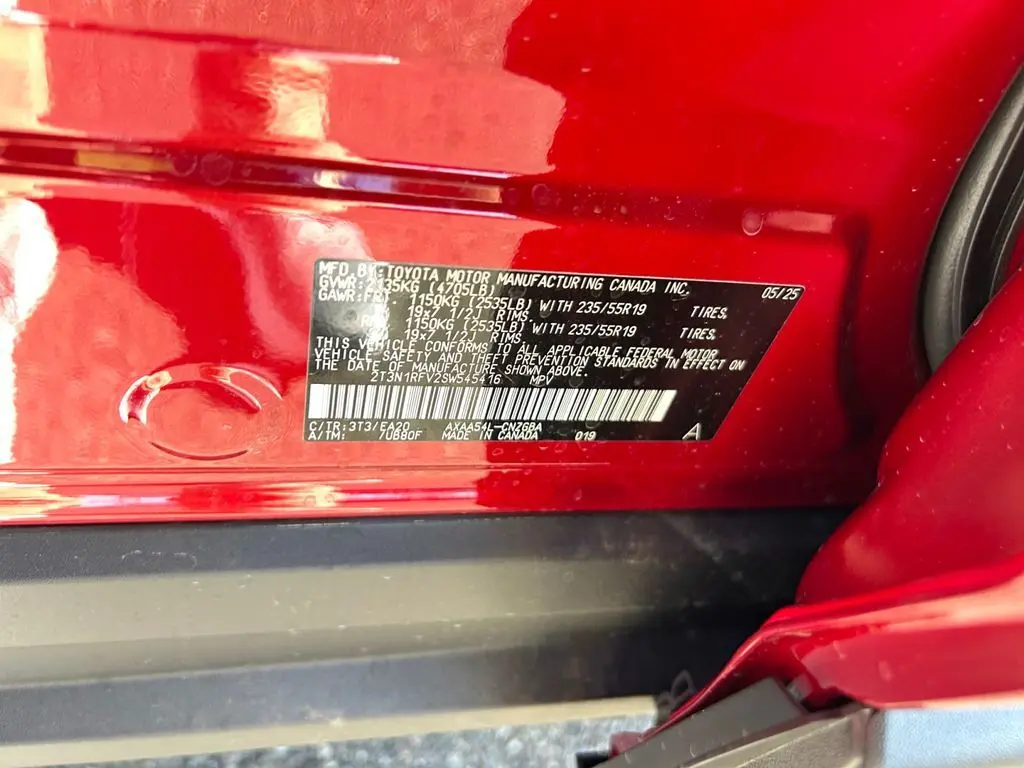 MFD. BY: TOYOTA MOTOR MANUFACTURING CANADA INC. 05/25
GVWR: 2135KG (4705LB)
GAWR: FRT. 1150KG (2535LB) WITH 235/55R19 TIRES,
19x7 1/2J RIMS
RR. 1150KG (2535LB) WITH 235/55R19 TIRES,
19x7 1/2J RIMS
THIS VEHICLE CONFORMS TO ALL APPLICABLE FEDERAL MOTOR
VEHICLE SAFETY AND THEFT PREVENTION STANDARDS IN EFFECT ON
THE DATE OF MANUFACTURE SHOWN ABOVE.
2T3N1RFV2SW545416 MPV
C/TR: 3T3/EA20 AXAA54L-CNZGBA
A/TM: /UB80F MADE IN CANADA 019 A